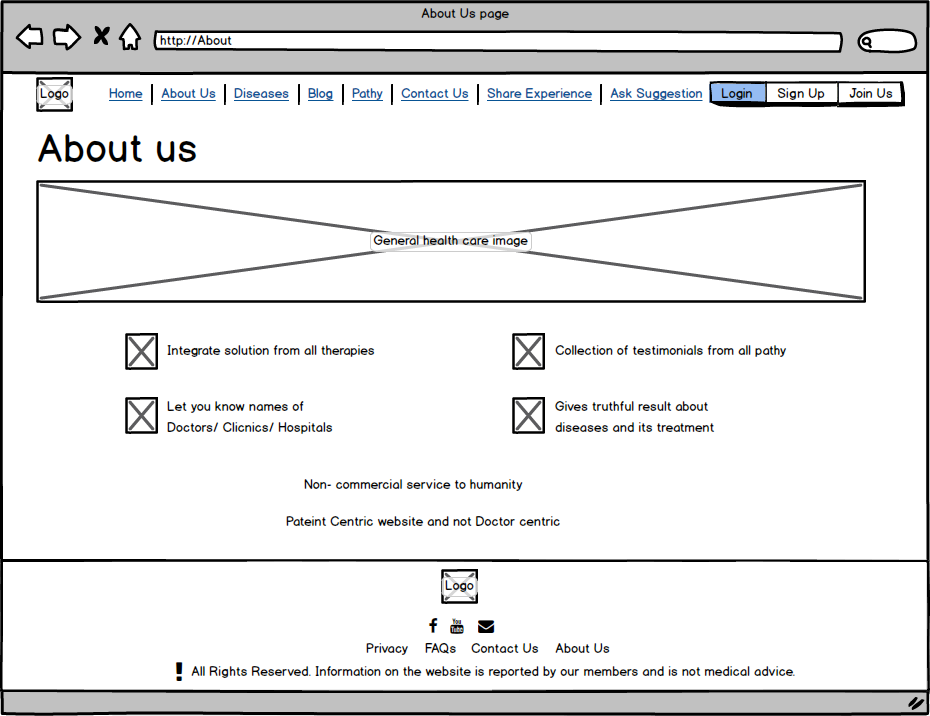 About Us page
http://About
Logo
Home About Us Diseases Blog Pathy Contact Us Share Experience Ask Suggestion Login Sign Up Join Us
About us
General health care image
Integrate solution from all therapies
Collection of testimonials from all pathy
Let you know names of
Doctors/ Clicnics/ Hospitals
Gives truthful result about
diseases and its treatment
Non- commercial service to humanity
Pateint Centric website and not Doctor centric
Logo
f You Tube
Privacy FAQs Contact Us About Us
! All Rights Reserved. Information on the website is reported by our members and is not medical advice.